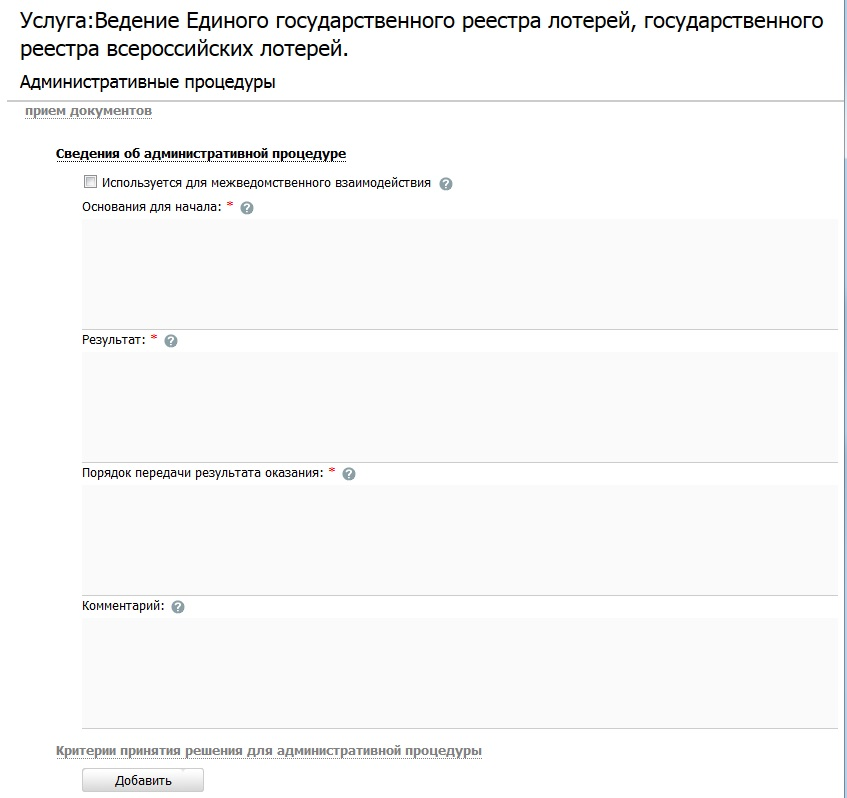 Услуга:Ведение Единого государственного реестра лотерей, государственного
реестра всероссийских лотерей.
Административные процедуры
прием документов
Сведения об административной процедуре
Используется для межведомственного взаимодействия ?
Основания для начала: * ?
Результат: * ?
Порядок передачи результата оказания: * ?
Комментарий: ?
Критерии принятия решения для административной процедуры
Добавить